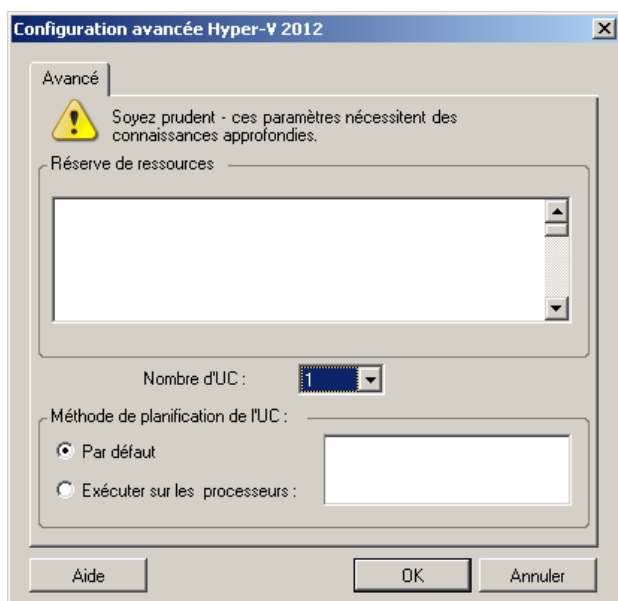 Configuration avancée Hyper-V 2012
Avancé
Soyez prudent - ces paramètres nécessitent des
connaissances approfondies.
Réserve de ressources
Nombre d'UC :
1
Méthode de planification de l'UC :
Par défaut
Exécuter sur les processeurs :
Aide
OK
Annuler